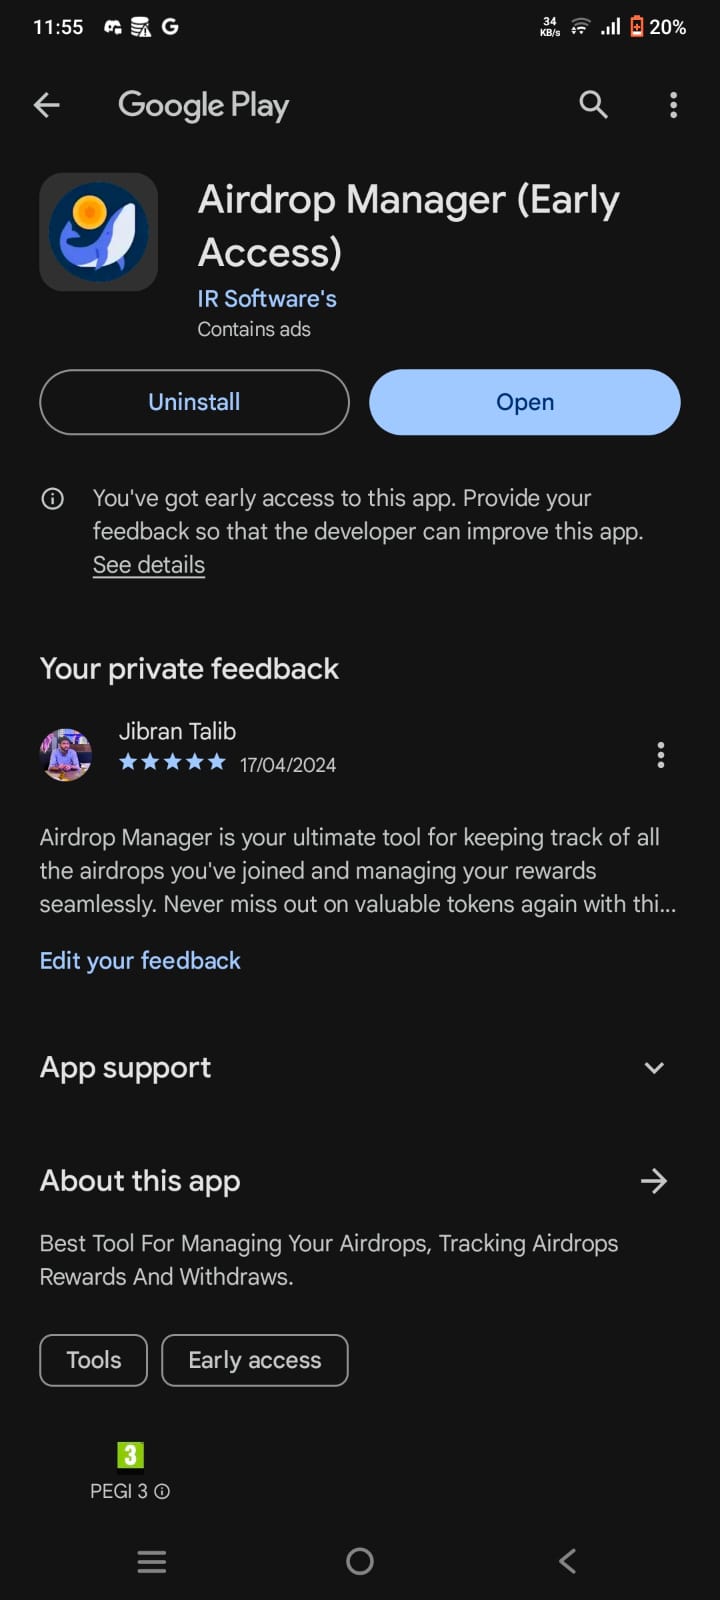 11:55
34
KB/s
20%
Google Play
Airdrop Manager (Early
Access)
IR Software's
Contains ads
Uninstall
Open
You've got early access to this app. Provide your
feedback so that the developer can improve this app.
See details
Your private feedback
Jibran Talib
17/04/2024
Airdrop Manager is your ultimate tool for keeping track of all
the airdrops you've joined and managing your rewards
seamlessly. Never miss out on valuable tokens again with thi...
Edit your feedback
App support
About this app
Best Tool For Managing Your Airdrops, Tracking Airdrops
Rewards And Withdraws.
Tools
Early access
3
PEGI 3